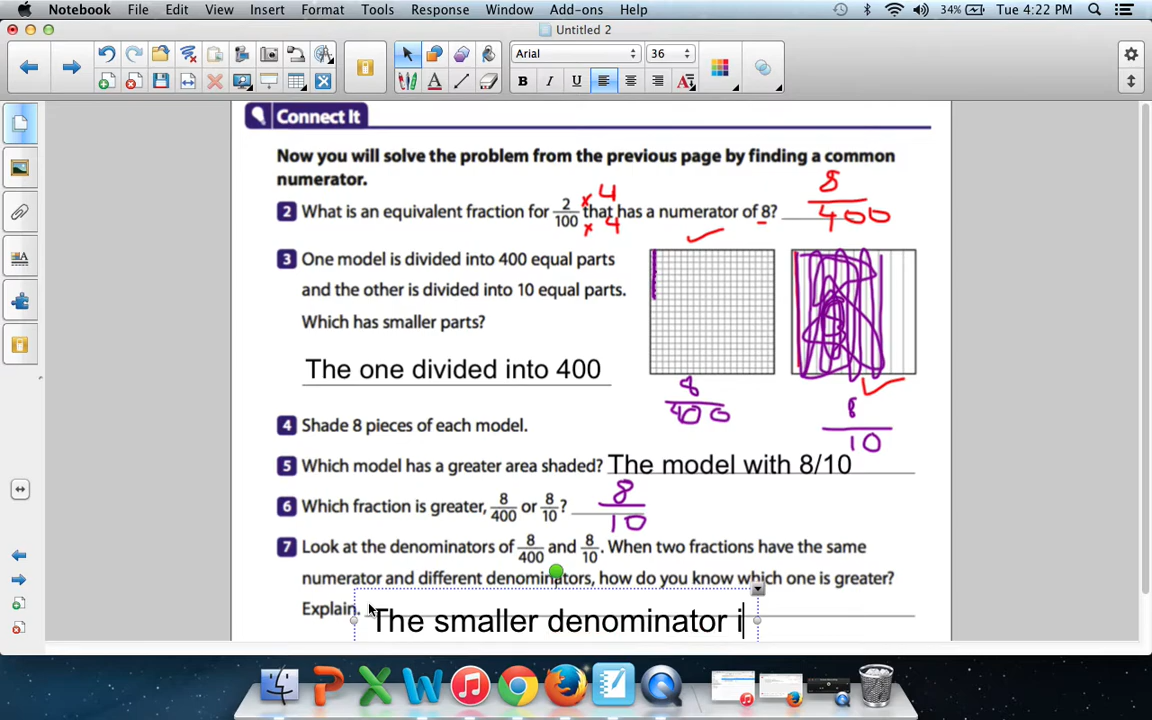 Notebook File Edit View Insert Format Tools Response Window Add-ons Help 34% Tue 4:22 PM
Untitled 2
Arial 36
B I U A
Connect It
Now you will solve the problem from the previous page by finding a common
numerator.
2 What is an equivalent fraction for 2/100 that has a numerator of 8? 8/400
× 4
× 4
3 One model is divided into 400 equal parts
and the other is divided into 10 equal parts.
Which has smaller parts?
The one divided into 400
8/400
8/10
4 Shade 8 pieces of each model.
5 Which model has a greater area shaded? The model with 8/10
6 Which fraction is greater, 8/400 or 8/10? 8/10
7 Look at the denominators of 8/400 and 8/10. When two fractions have the same
numerator and different denominators, how do you know which one is greater?
Explain. The smaller denominator i